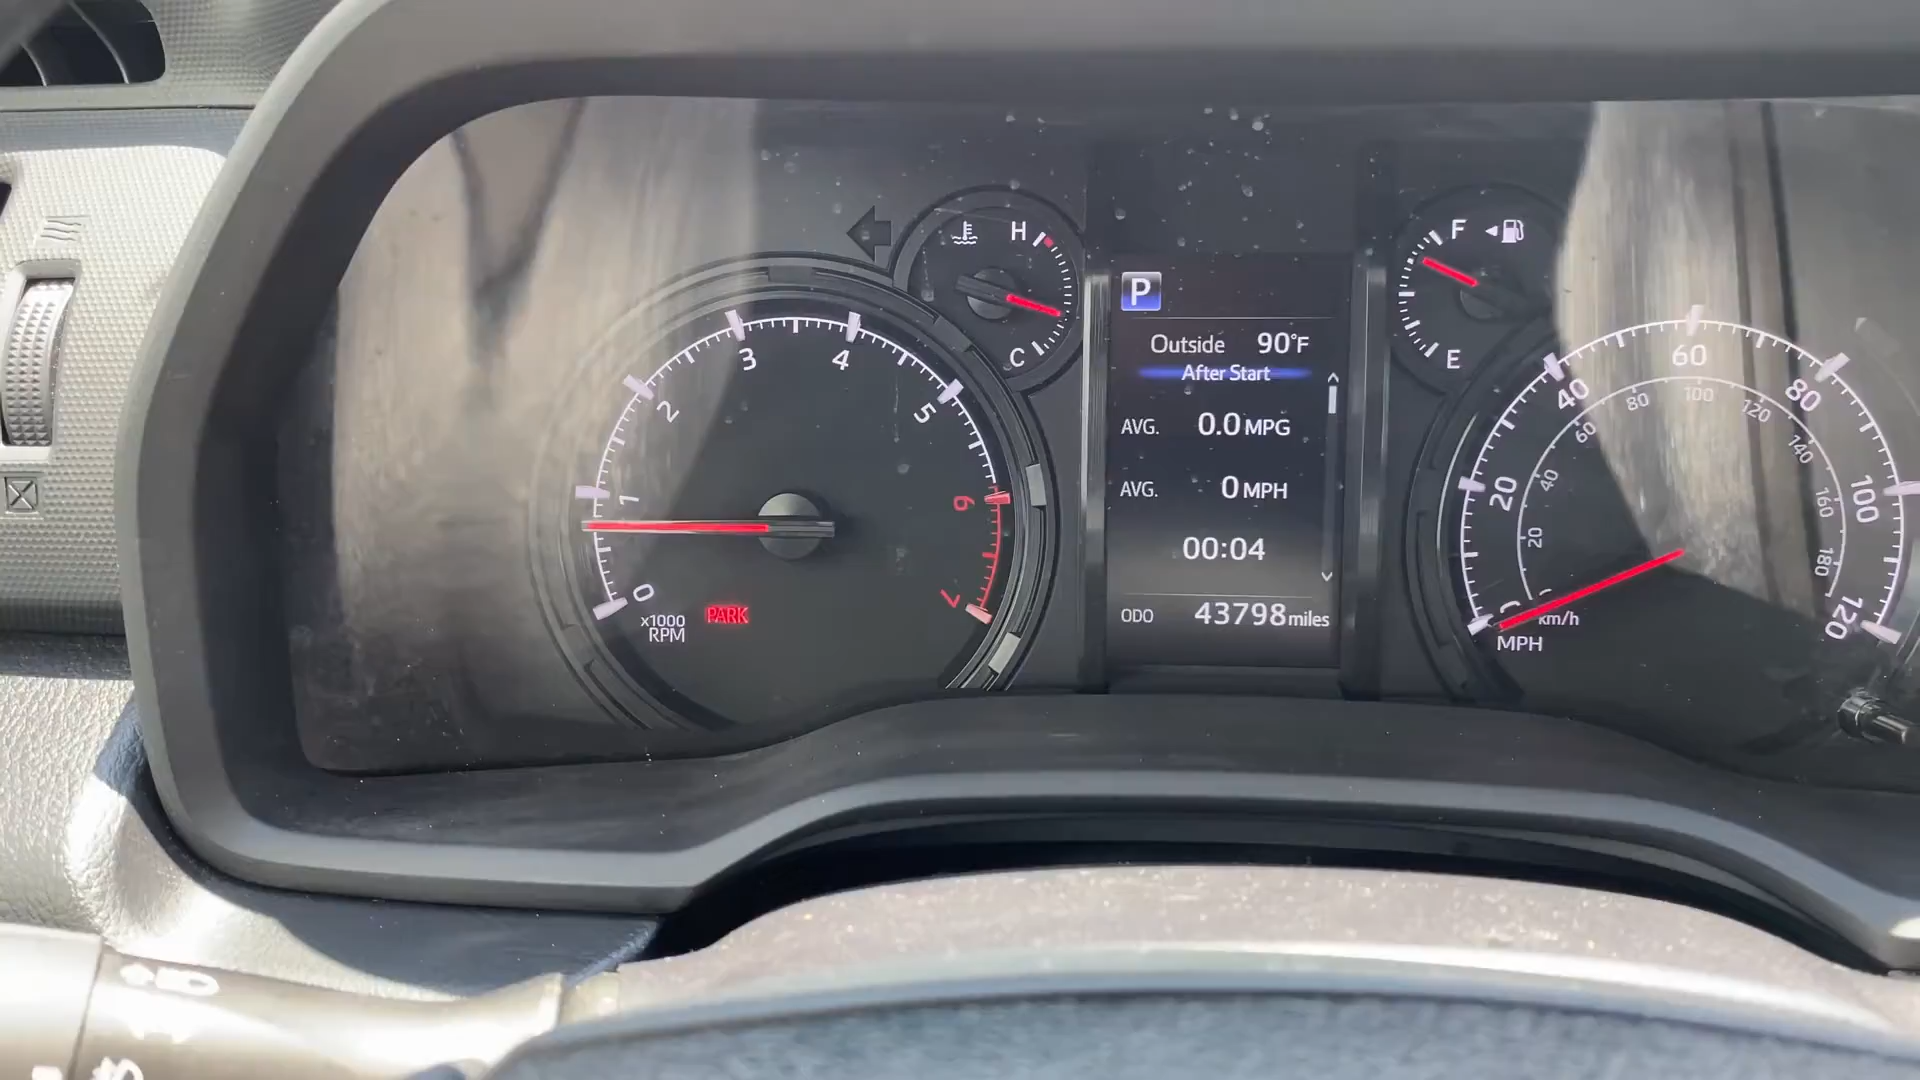 H
C
0
1
2
3
4
5
6
7
x1000
RPM
PARK
P
Outside 90°F
After Start
AVG. 0.0 MPG
AVG. 0 MPH
00:04
ODO 43798 miles
F
E
20
40
60
80
100
120
20
40
60
80
100
120
140
160
180
km/h
MPH